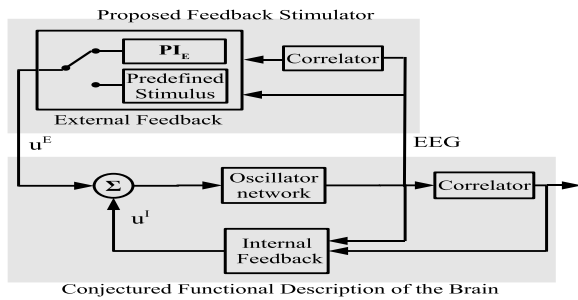 Proposed Feedback Stimulator
PI_E
Correlator
Predefined
Stimulus
External Feedback
u^E
EEG
Σ
Oscillator
network
Correlator
u^I
Internal
Feedback
Conjectured Functional Description of the Brain